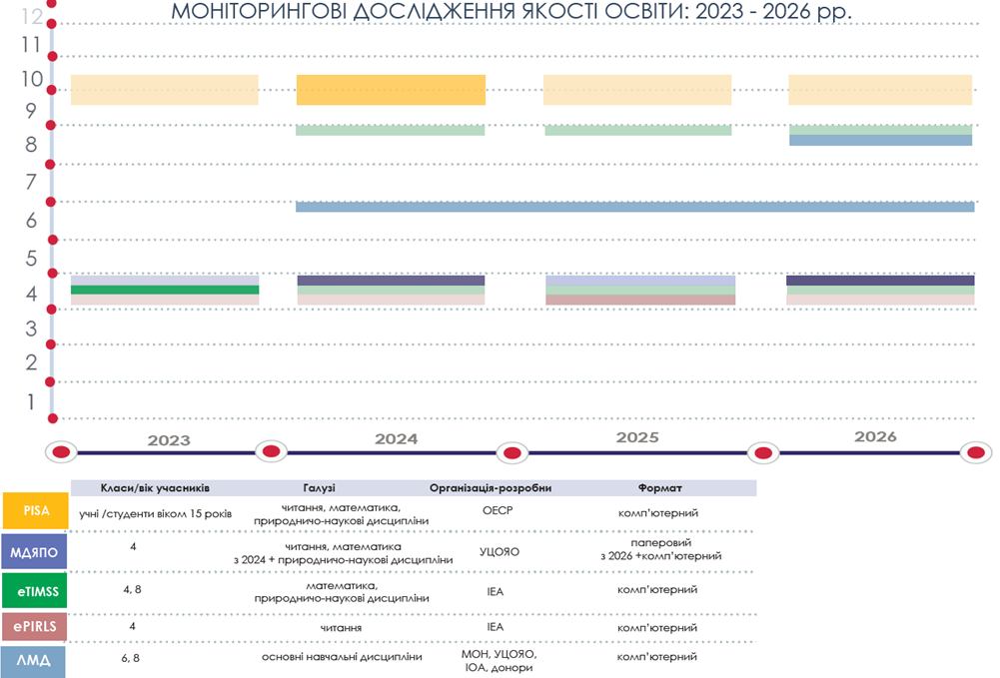 МОНІТОРИНГОВІ ДОСЛІДЖЕННЯ ЯКОСТІ ОСВІТИ: 2023 - 2026 рр.
12
11
10
9
8
7
6
5
4
3
2
1
2023 2024 2025 2026
Класи/вік учасників Галузі Організація-розробни Формат
PISA учні /студенти віком 15 років читання, математика, природничо-наукові дисципліни ОЕСР комп'ютерний
МДЯПО 4 читання, математика з 2024 + природничо-наукові дисципліни УЦОЯО паперовий з 2026 +комп'ютерний
eTIMSS 4, 8 математика, природничо-наукові дисципліни IEA комп'ютерний
ePIRLS 4 читання IEA комп'ютерний
ЛМД 6, 8 основні навчальні дисципліни МОН, УЦОЯО, ІОА, донори комп'ютерний